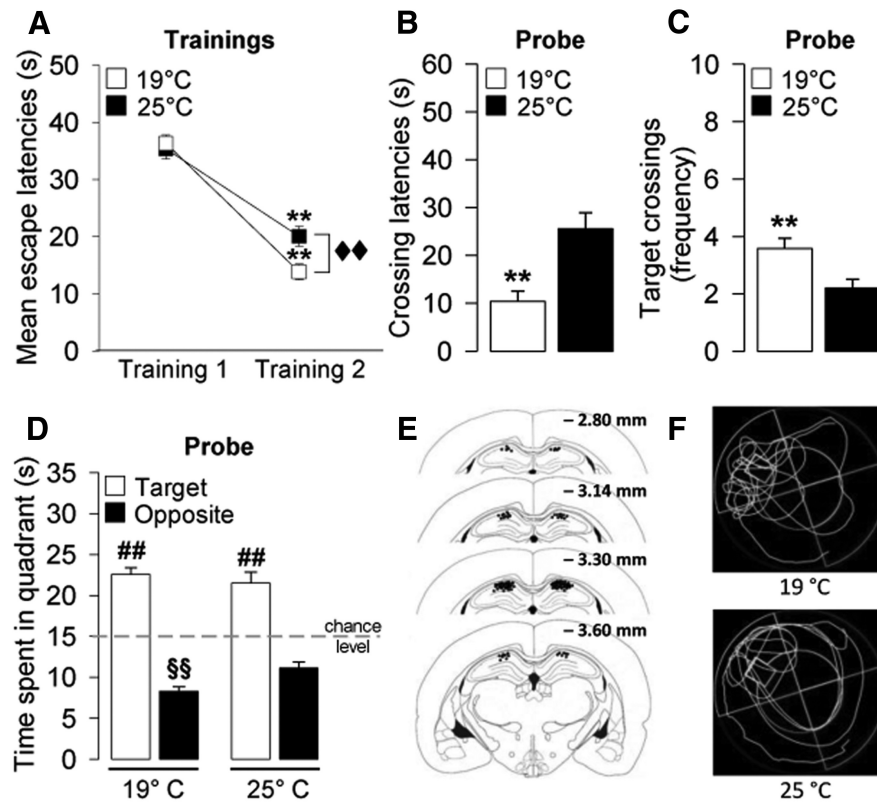 A
Trainings
Mean escape latencies (s)
50
40
30
20
10
0
19°C
25°C
**
**
♦♦
Training 1
Training 2
B
Probe
Crossing latencies (s)
60
50
40
30
20
10
0
19°C
25°C
**
C
Probe
Target crossings
(frequency)
10
8
6
4
2
0
19°C
25°C
**
D
Probe
Time spent in quadrant (s)
35
30
25
20
15
10
5
0
Target
Opposite
##
§§
##
chance
level
19° C
25° C
E
– 2.80 mm
– 3.14 mm
– 3.30 mm
– 3.60 mm
F
19 °C
25 °C